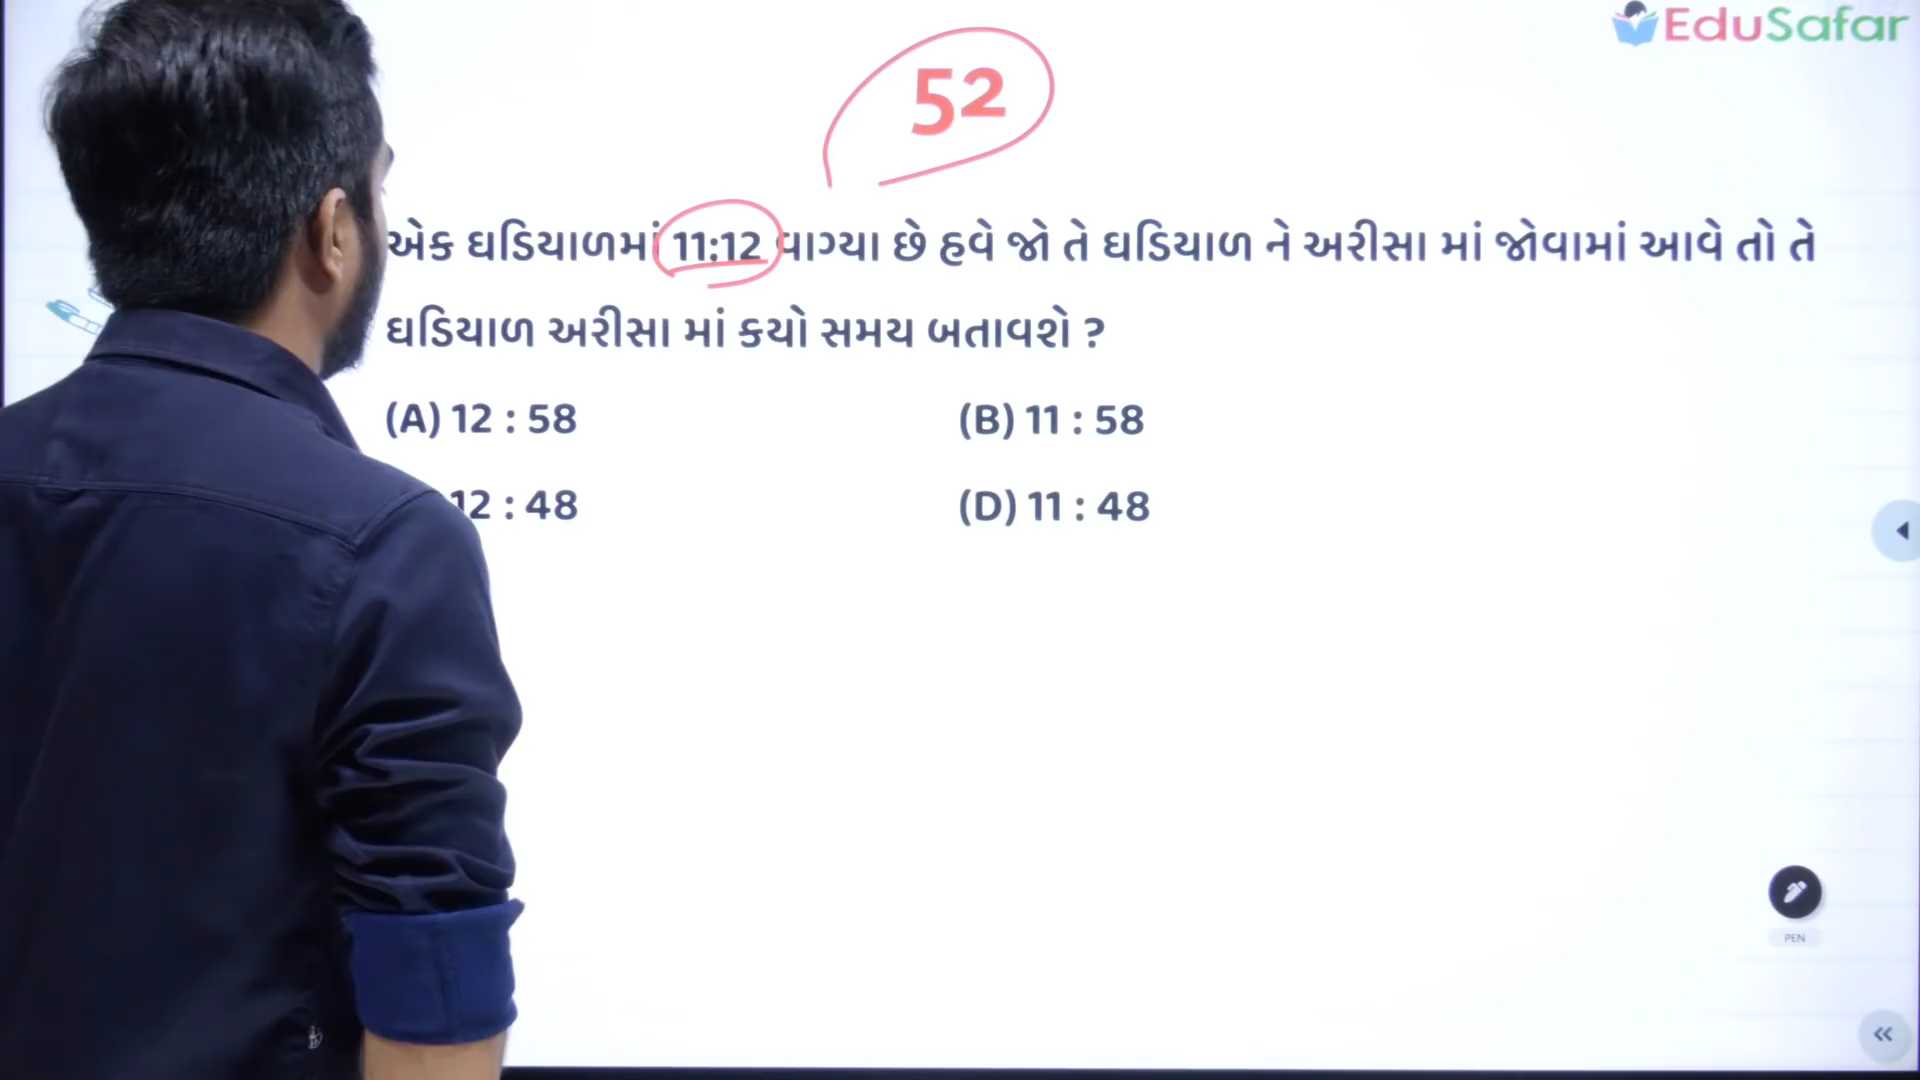 EduSafar
52
એક ઘડિયાળમાં 11:12 વાગ્યા છે હવે જો તે ઘડિયાળ ને અરીસા માં જોવામાં આવે તો તે
ઘડિયાળ અરીસા માં કયો સમય બતાવશે ?
(A) 12 : 58 (B) 11 : 58
12 : 48 (D) 11 : 48
PEN